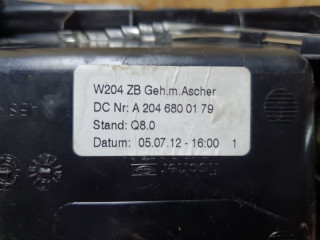 W204 ZB Geh.m.Ascher
DC Nr: A 204 680 01 79
Stand: Q8.0
Datum: 05.07.12 - 16:00 1